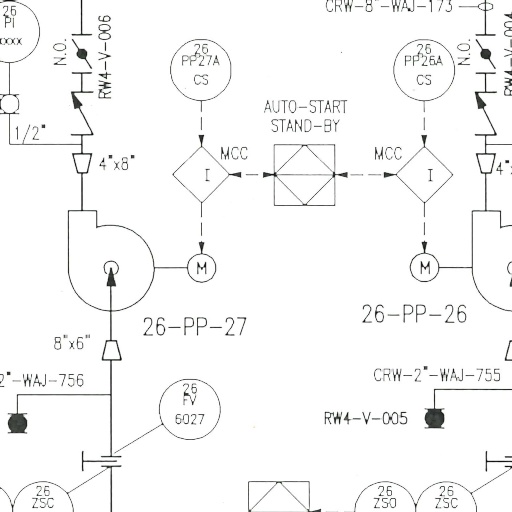 CRW-8"-WAJ-173
26
PI
XXXX
N.O.
RW4-V-006
26
PP27A
CS
26
PP26A
CS
N.O.
RW4-V-004
AUTO-START
STAND-BY
1/2"
4"x8"
MCC
I
MCC
I
4"
M
M
26-PP-27
26-PP-26
8"x6"
2"-WAJ-756
CRW-2"-WAJ-755
26
FV
6027
RW4-V-005
26
ZSC
26
ZSO
26
ZSC